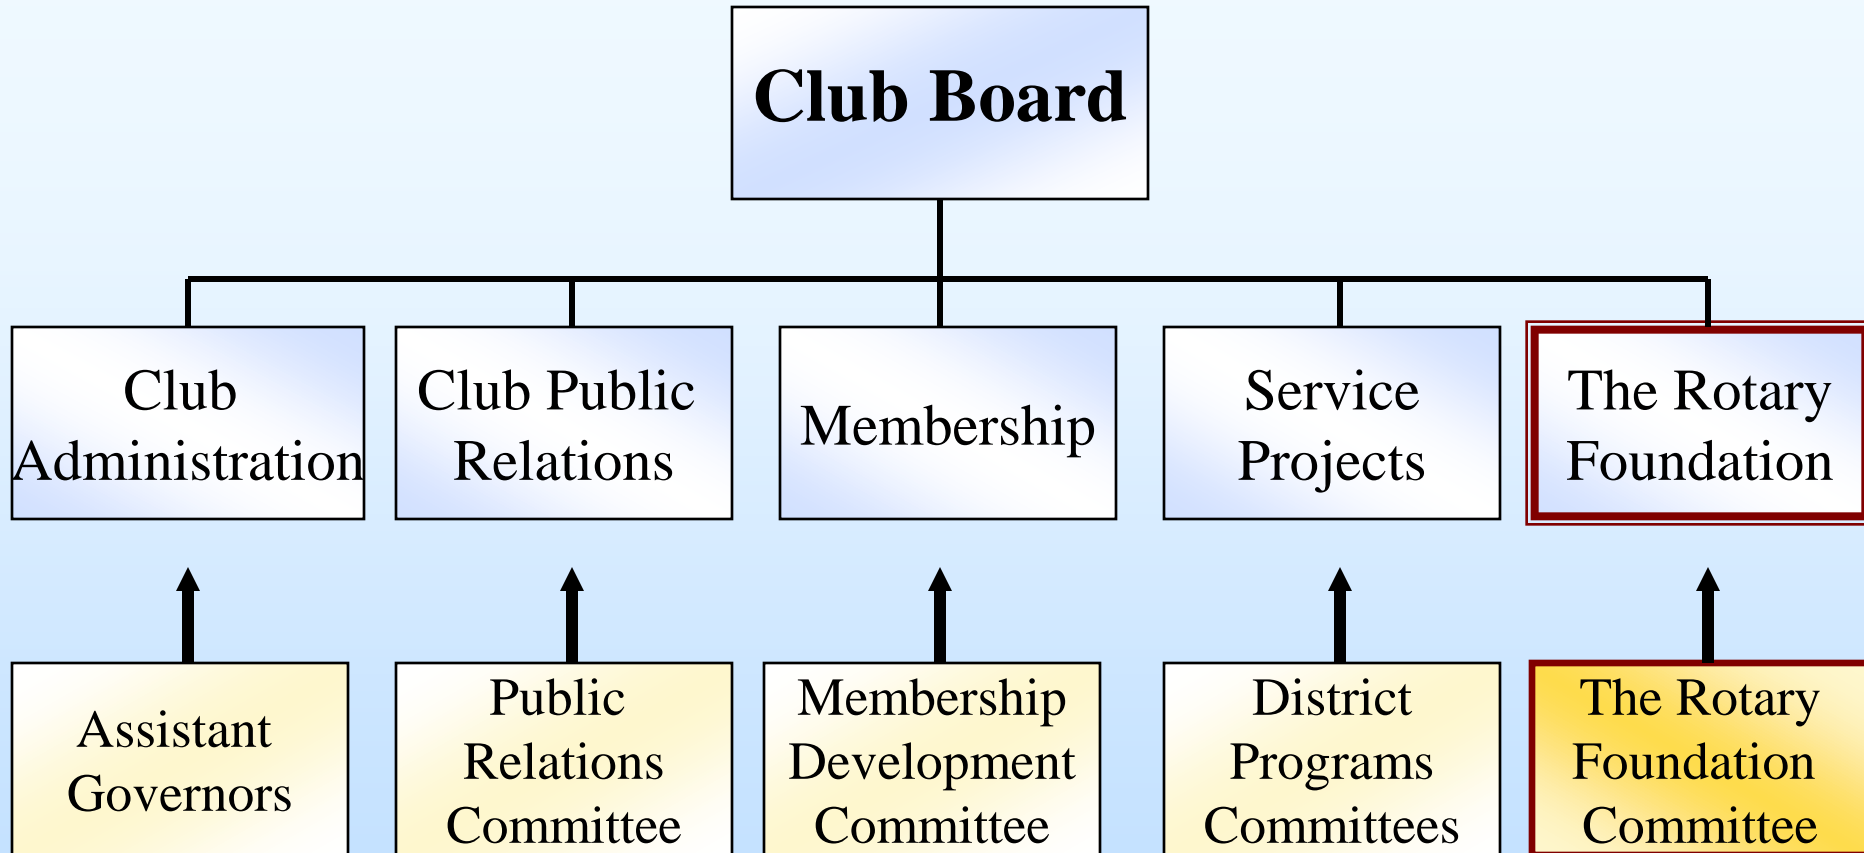 Club Board
Club
Administration
Club Public
Relations
Membership
Service
Projects
The Rotary
Foundation
Assistant
Governors
Public
Relations
Committee
Membership
Development
Committee
District
Programs
Committees
The Rotary
Foundation
Committee